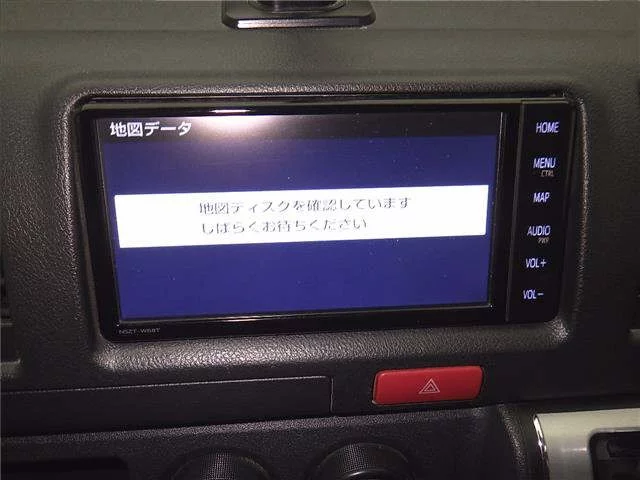 地図データ
地図ディスクを確認しています
しばらくお待ちください
HOME
MENU
CTRL
MAP
AUDIO
PWR
VOL+
VOL-
NSZT-W68T